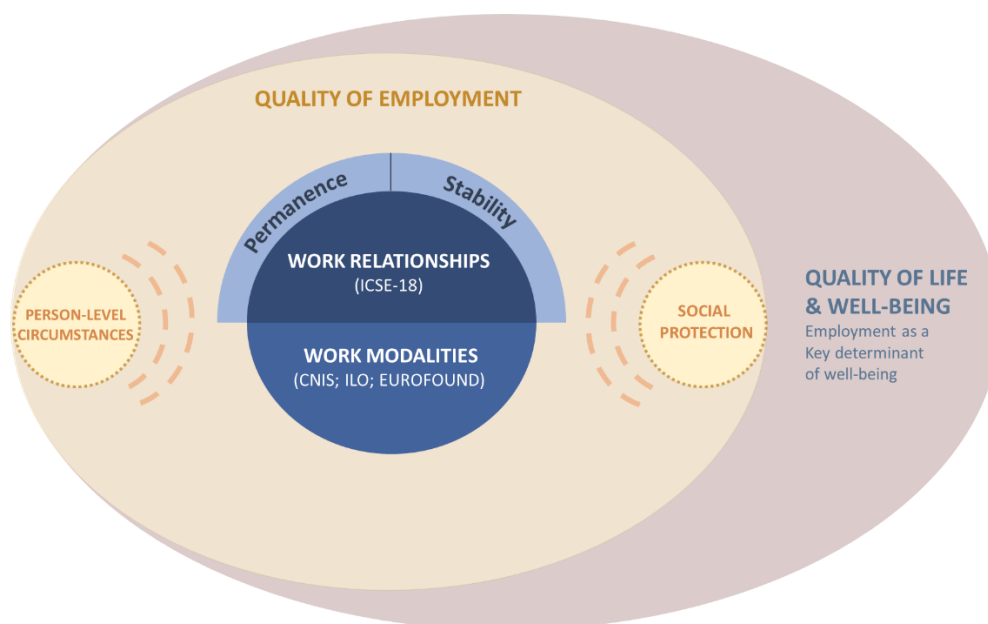 QUALITY OF EMPLOYMENT
Permanence
Stability
WORK RELATIONSHIPS
(ICSE-18)
WORK MODALITIES
(CNIS; ILO; EUROFOUND)
PERSON-LEVEL
CIRCUMSTANCES
SOCIAL
PROTECTION
QUALITY OF LIFE
& WELL-BEING
Employment as a
Key determinant
of well-being